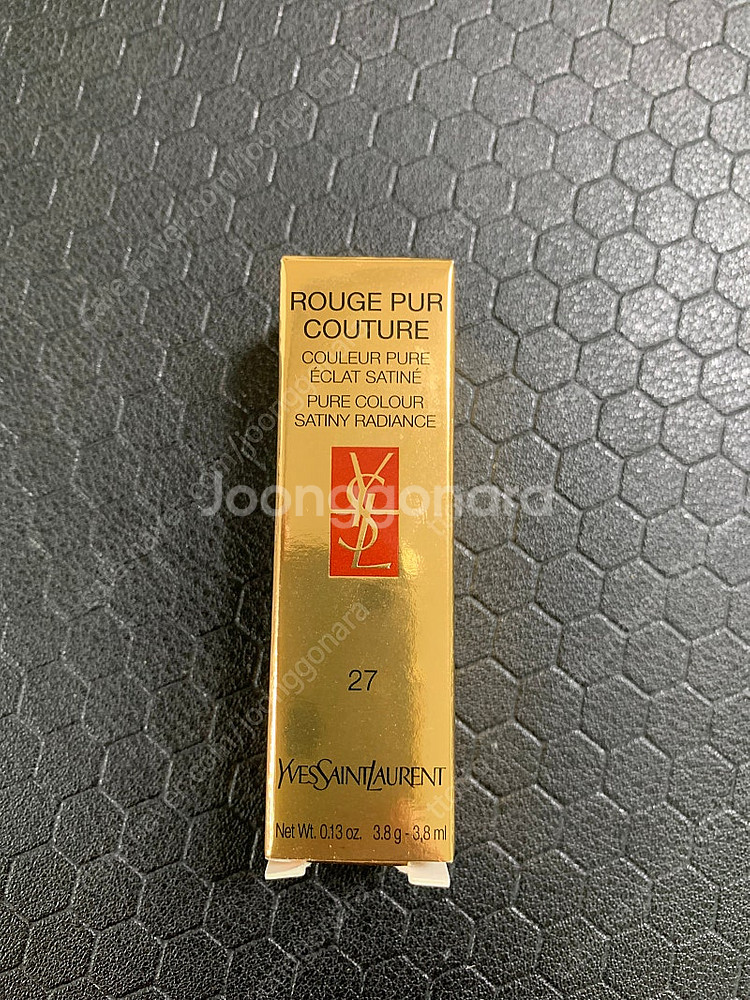 ROUGE PUR
COUTURE
COULEUR PURE
ÉCLAT SATINÉ
PURE COLOUR
SATINY RADIANCE
YSL
Joonggonara
27
YVESSAINTLAURENT
Net Wt. 0.13 oz. 3.8 g - 3,8 ml